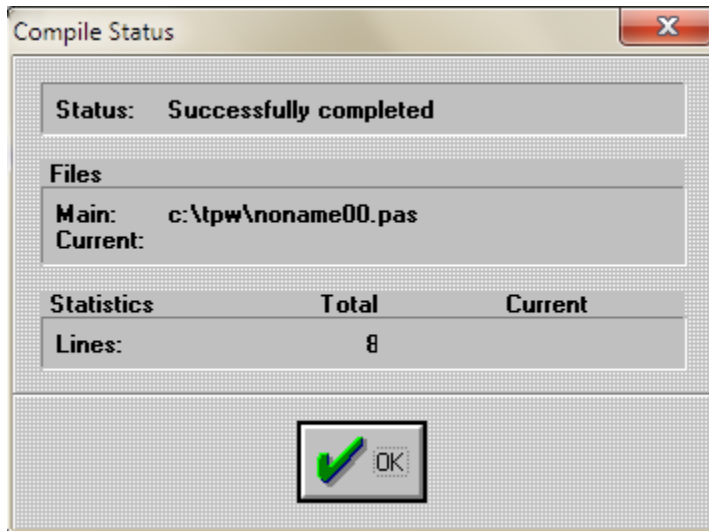 Compile Status
Status: Successfully completed
Files
Main: c:\tpw\noname00.pas
Current:
Statistics Total Current
Lines: 8
OK